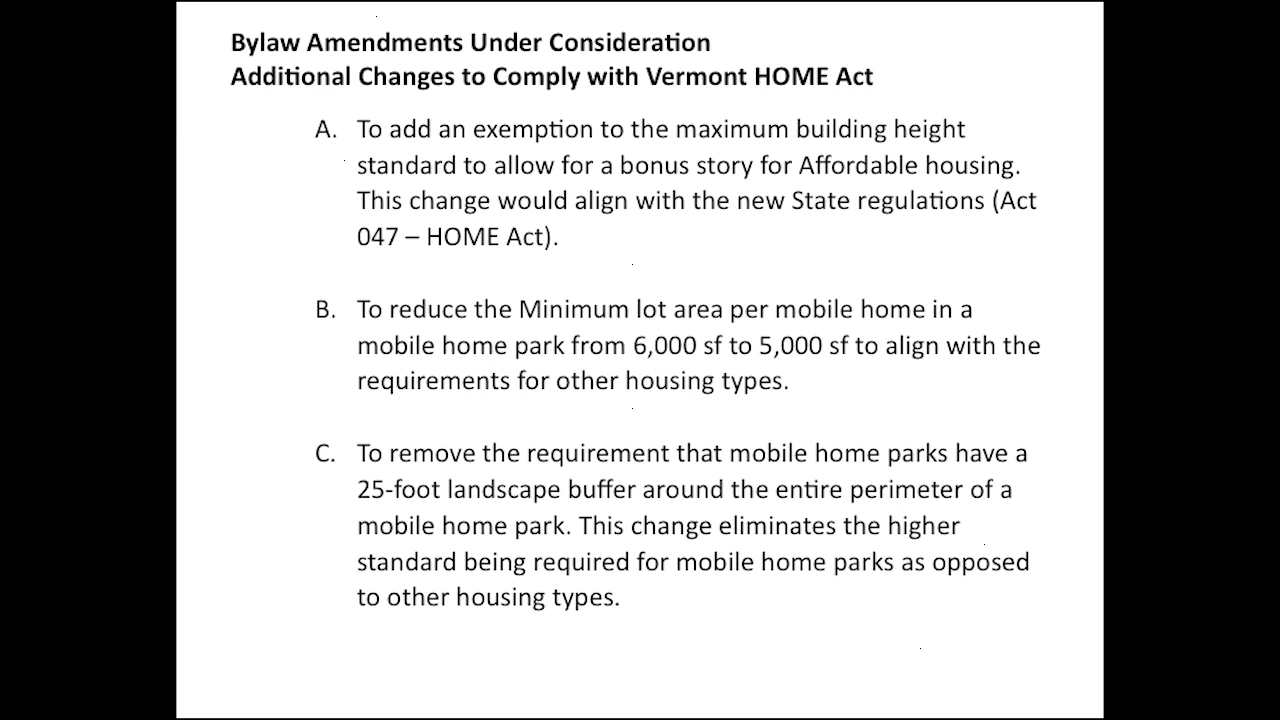 Bylaw Amendments Under Consideration
Additional Changes to Comply with Vermont HOME Act
A. To add an exemption to the maximum building height
standard to allow for a bonus story for Affordable housing.
This change would align with the new State regulations (Act
047 – HOME Act).
B. To reduce the Minimum lot area per mobile home in a
mobile home park from 6,000 sf to 5,000 sf to align with the
requirements for other housing types.
C. To remove the requirement that mobile home parks have a
25-foot landscape buffer around the entire perimeter of a
mobile home park. This change eliminates the higher
standard being required for mobile home parks as opposed
to other housing types.